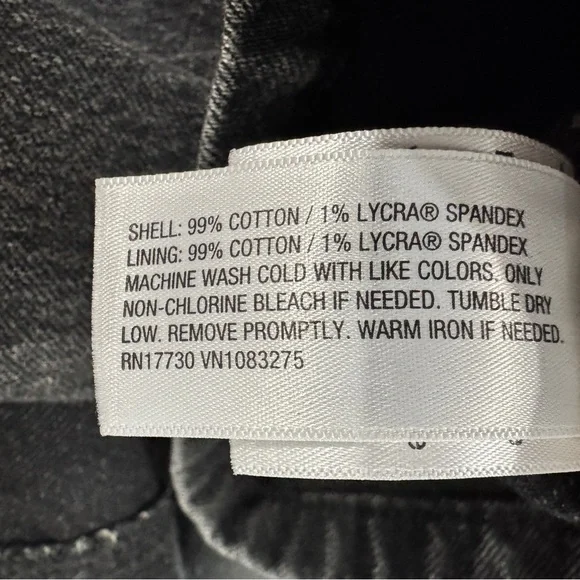 SHELL: 99% COTTON / 1% LYCRA® SPANDEX
LINING: 99% COTTON / 1% LYCRA® SPANDEX
MACHINE WASH COLD WITH LIKE COLORS. ONLY
NON-CHLORINE BLEACH IF NEEDED. TUMBLE DRY
LOW. REMOVE PROMPTLY. WARM IRON IF NEEDED.
RN17730 VN1083275